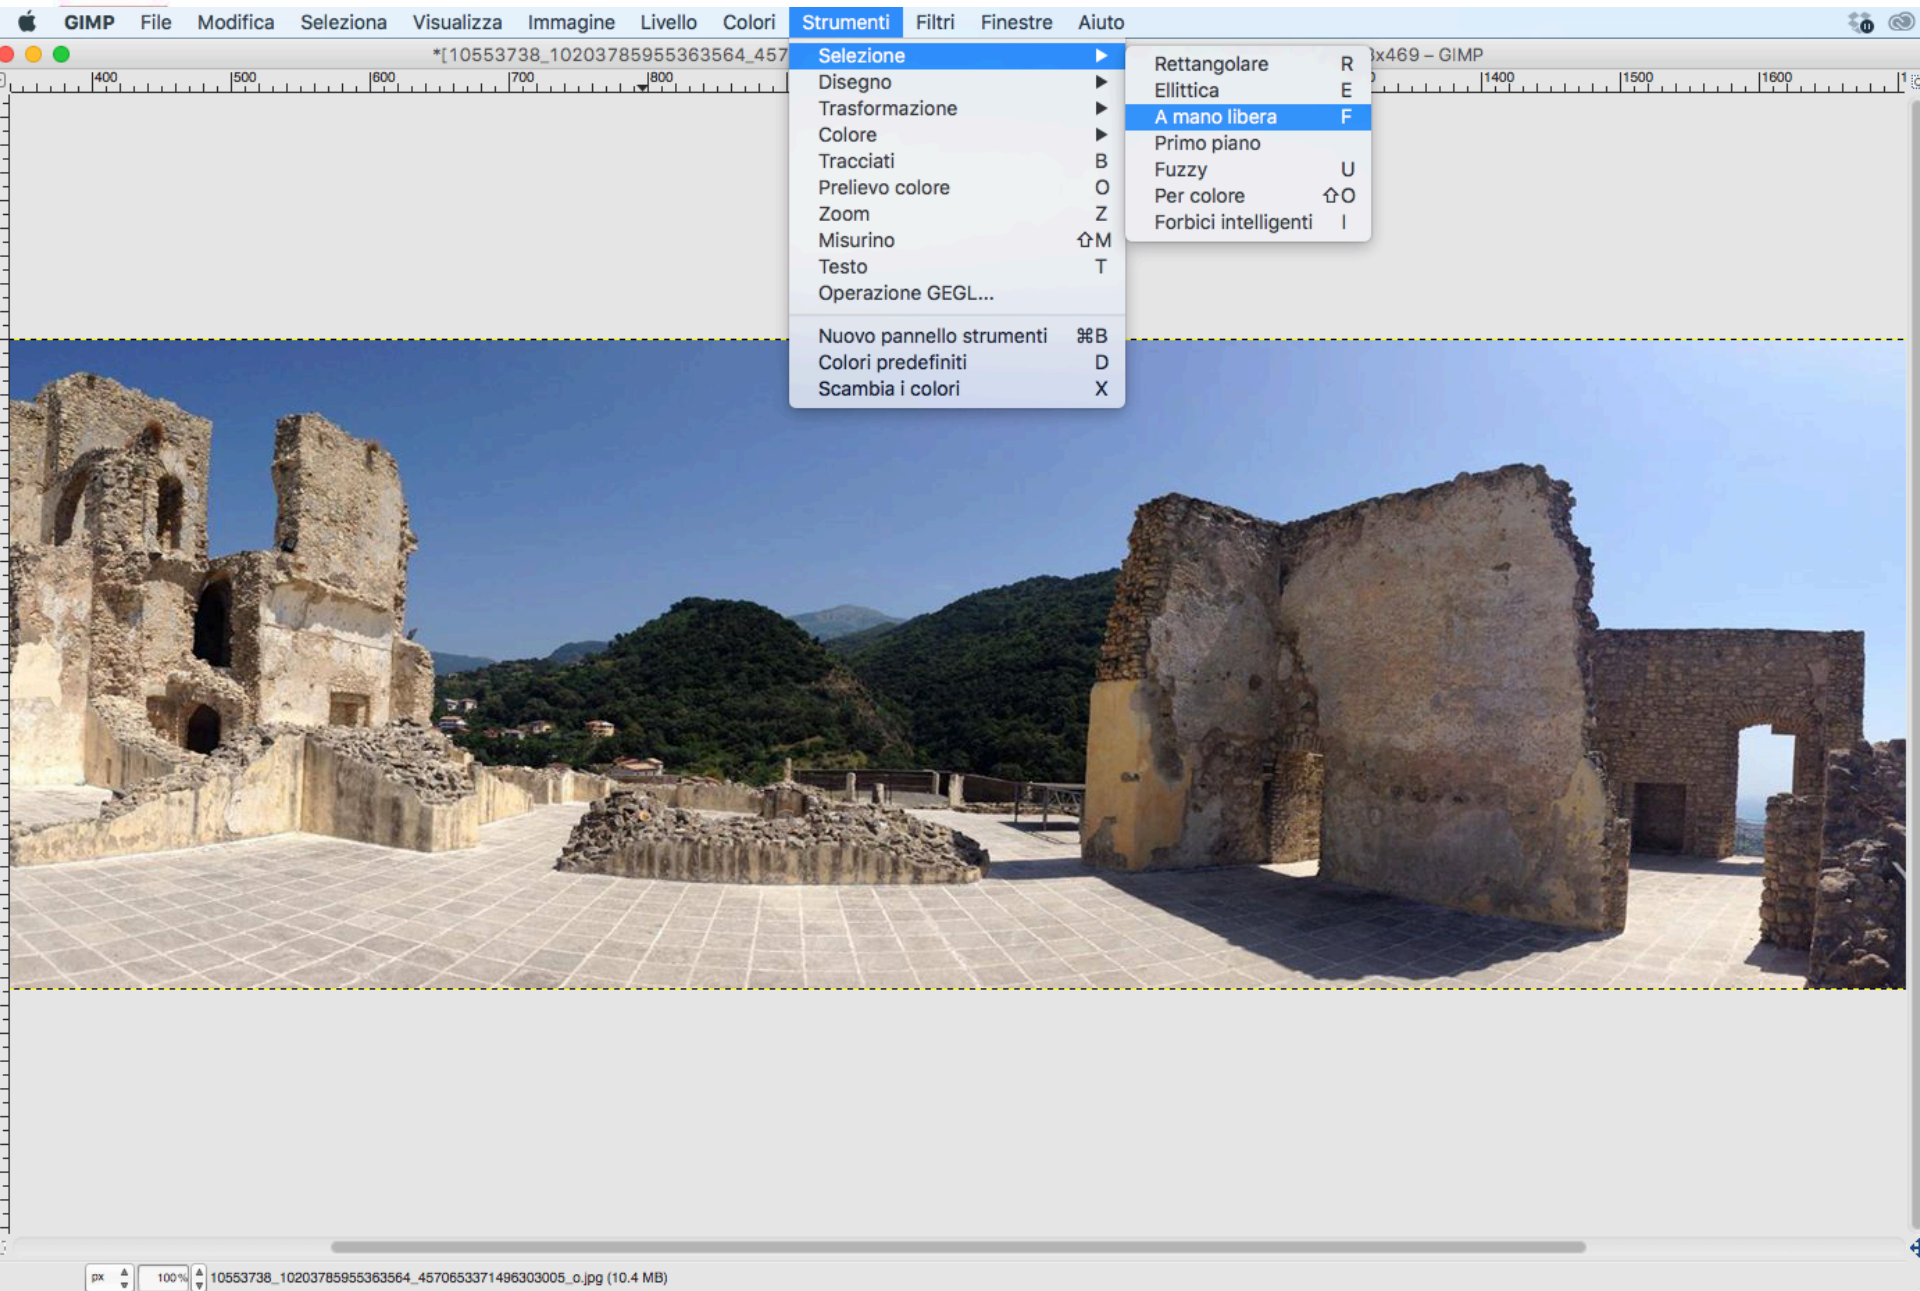 GIMP File Modifica Seleziona Visualizza Immagine Livello Colori Strumenti Filtri Finestre Aiuto
*[10553738_10203785955363564_457
x469 – GIMP
400 500 600 700 800 1400 1500 1600
Selezione
Disegno
Trasformazione
Colore
Tracciati B
Prelievo colore O
Zoom Z
Misurino ⇧M
Testo T
Operazione GEGL...
Nuovo pannello strumenti ⌘B
Colori predefiniti D
Scambia i colori X
Rettangolare R
Ellittica E
A mano libera F
Primo piano
Fuzzy U
Per colore ⇧O
Forbici intelligenti I
px 100% 10553738_10203785955363564_4570653371496303005_o.jpg (10.4 MB)